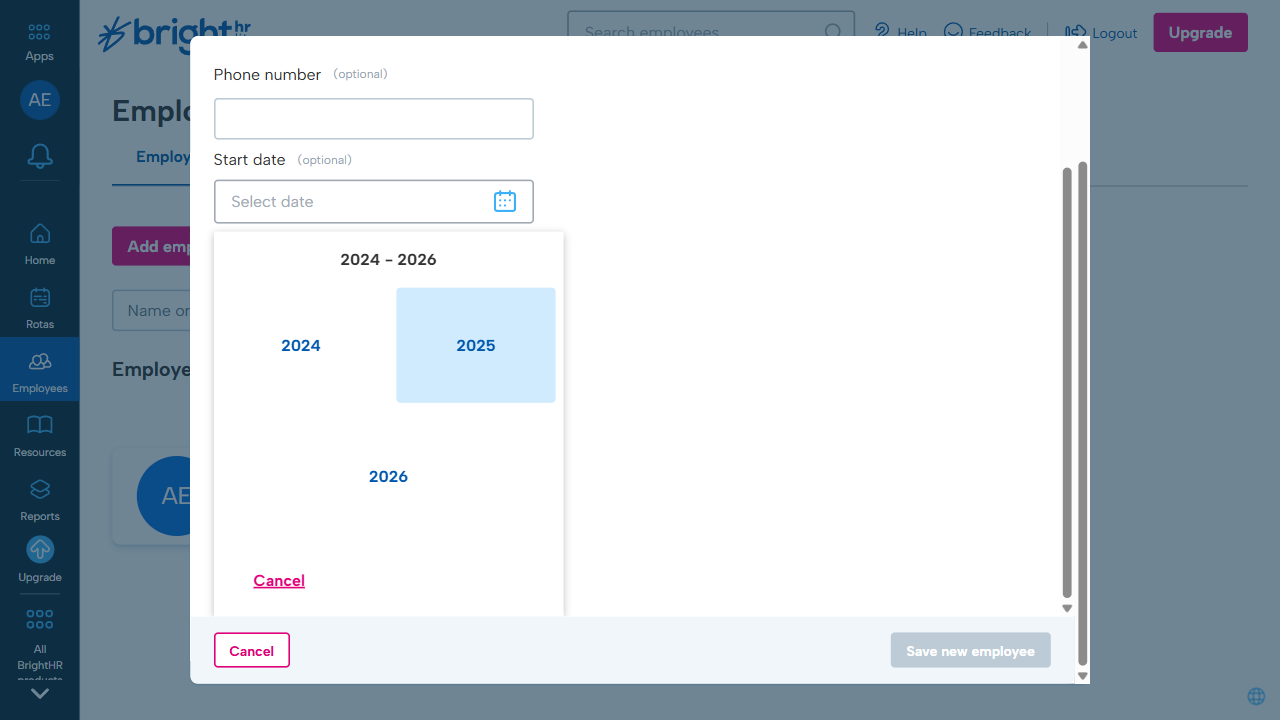 Apps
AE
Home
Rotas
Employees
Resources
Reports
Upgrade
All
BrightHR
products
bright hr
Search employees
Help
Feedback
Logout
Upgrade
Phone number (optional)
Start date (optional)
Select date
2024 – 2026
2024
2025
2026
Cancel
Cancel
Save new employee
Add emp
Name or
Employe
AE
Emplo
Employ